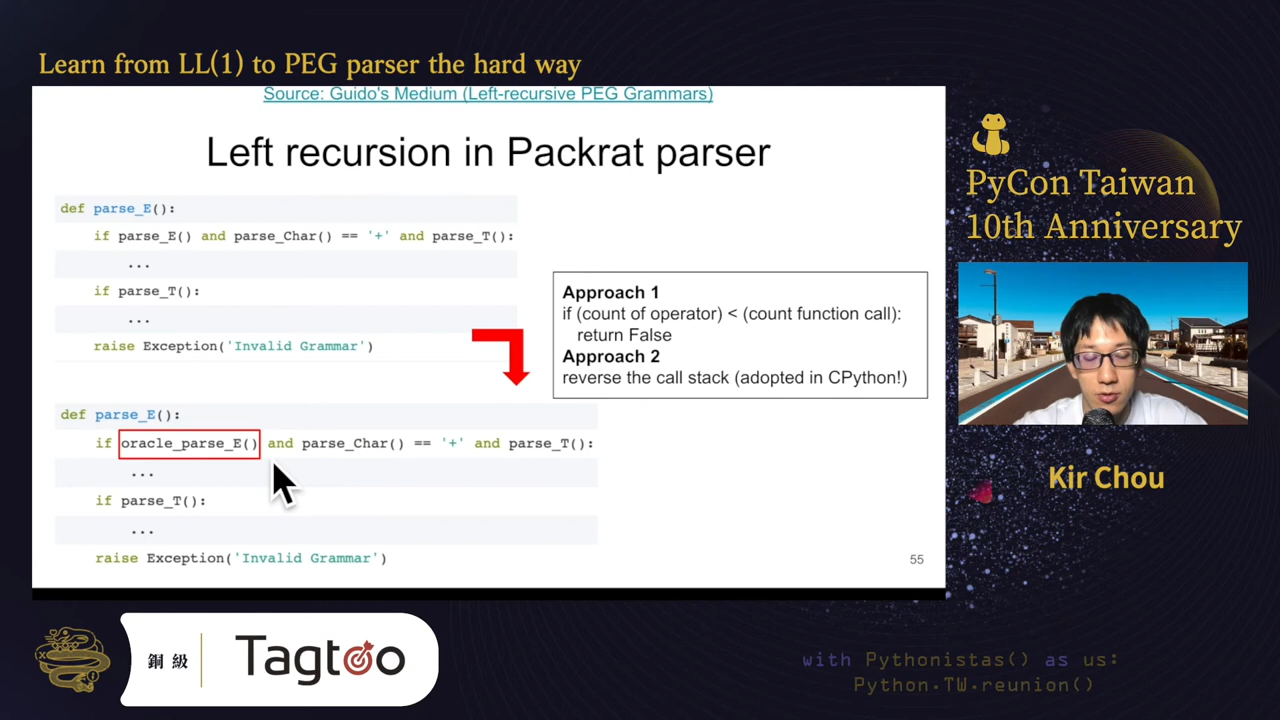 Learn from LL(1) to PEG parser the hard way
Source: Guido's Medium (Left-recursive PEG Grammars)
Left recursion in Packrat parser
def parse_E():
if parse_E() and parse_Char() == '+' and parse_T():
...
if parse_T():
...
raise Exception('Invalid Grammar')
Approach 1
if (count of operator) < (count function call):
return False
Approach 2
reverse the call stack (adopted in CPython!)
def parse_E():
if oracle_parse_E() and parse_Char() == '+' and parse_T():
...
if parse_T():
...
raise Exception('Invalid Grammar')
55
PyCon Taiwan
10th Anniversary
Kir Chou
銅級
Tagtoo
with Pythonistas() as us:
Python.TW.reunion()